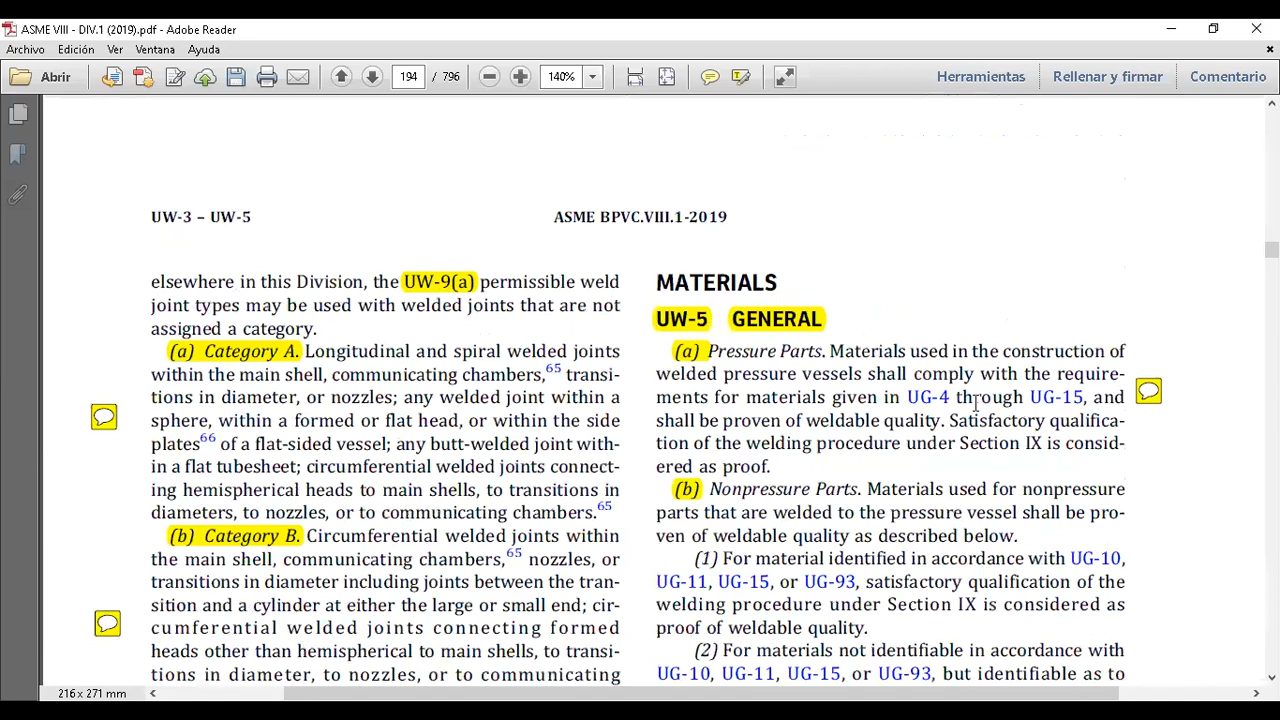 ASME VIII - DIV.1 (2019).pdf - Adobe Reader
Archivo Edición Ver Ventana Ayuda
Abrir 194 / 796 140% Herramientas Rellenar y firmar Comentario
UW-3 – UW-5 ASME BPVC.VIII.1-2019
elsewhere in this Division, the UW-9(a) permissible weld
joint types may be used with welded joints that are not
assigned a category.
(a) Category A. Longitudinal and spiral welded joints
within the main shell, communicating chambers,65 transi-
tions in diameter, or nozzles; any welded joint within a
sphere, within a formed or flat head, or within the side
plates66 of a flat-sided vessel; any butt-welded joint with-
in a flat tubesheet; circumferential welded joints connect-
ing hemispherical heads to main shells, to transitions in
diameters, to nozzles, or to communicating chambers.65
(b) Category B. Circumferential welded joints within
the main shell, communicating chambers,65 nozzles, or
transitions in diameter including joints between the tran-
sition and a cylinder at either the large or small end; cir-
cumferential welded joints connecting formed
heads other than hemispherical to main shells, to transi-
tions in diameter, to nozzles, or to communicating
MATERIALS
UW-5 GENERAL
(a) Pressure Parts. Materials used in the construction of
welded pressure vessels shall comply with the require-
ments for materials given in UG-4 through UG-15, and
shall be proven of weldable quality. Satisfactory qualifica-
tion of the welding procedure under Section IX is consid-
ered as proof.
(b) Nonpressure Parts. Materials used for nonpressure
parts that are welded to the pressure vessel shall be pro-
ven of weldable quality as described below.
(1) For material identified in accordance with UG-10,
UG-11, UG-15, or UG-93, satisfactory qualification of the
welding procedure under Section IX is considered as
proof of weldable quality.
(2) For materials not identifiable in accordance with
UG-10, UG-11, UG-15, or UG-93, but identifiable as to
216 x 271 mm